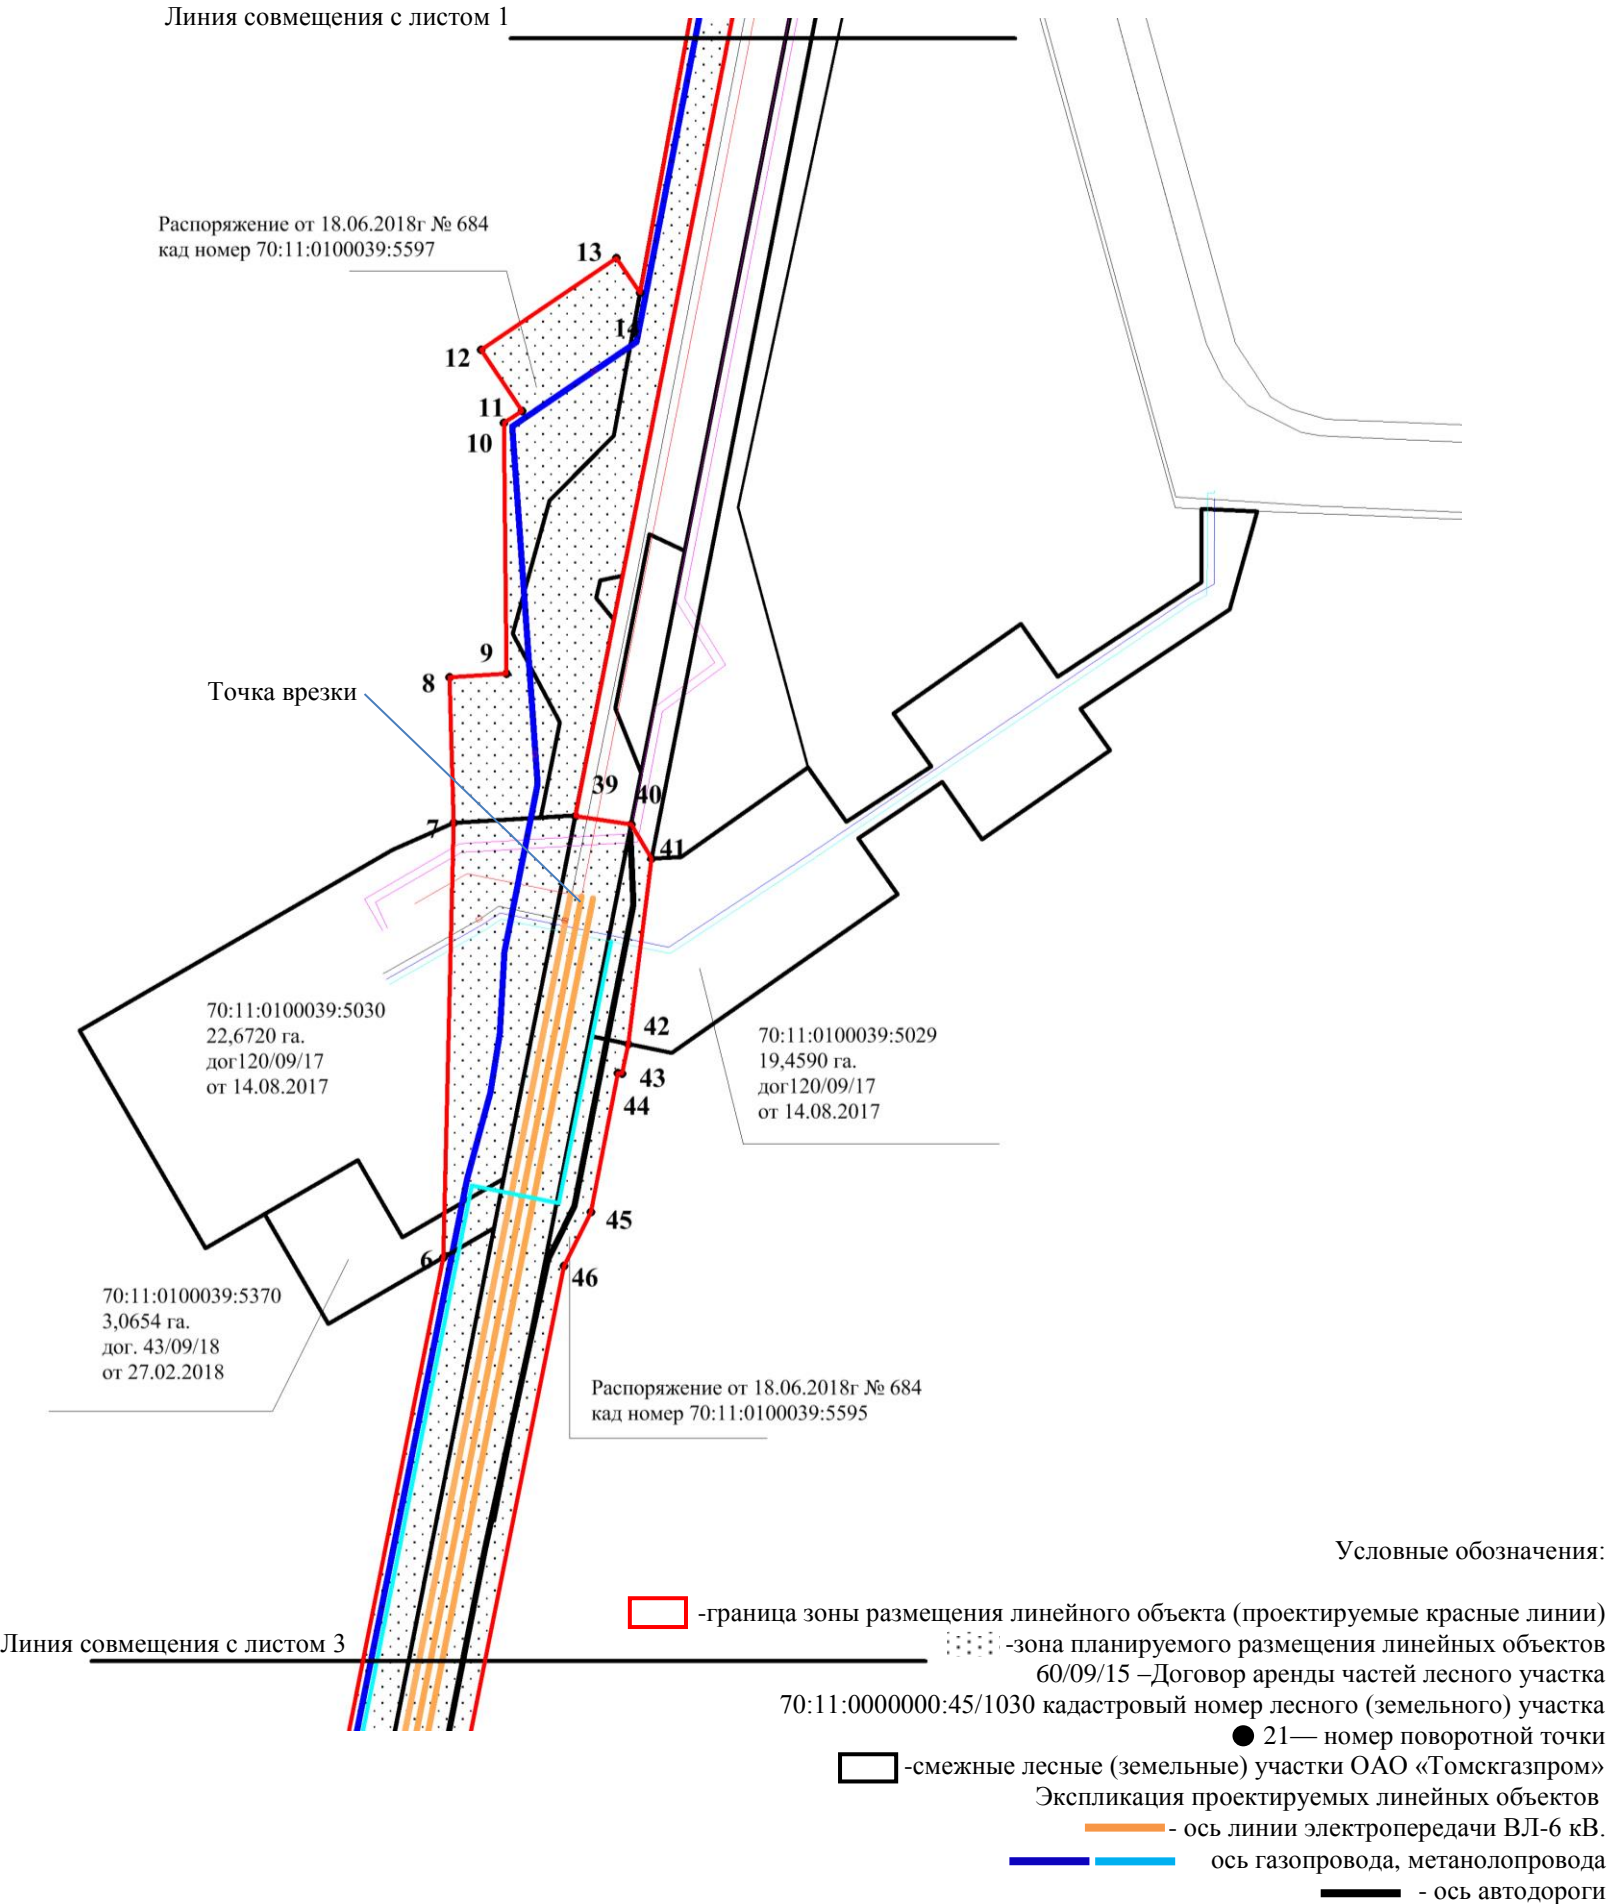 Линия совмещения с листом 1
Распоряжение от 18.06.2018г № 684
кад номер 70:11:0100039:5597
13
14
12
11
10
9
8
Точка врезки
39
40
7
41
70:11:0100039:5030
22,6720 га.
дог120/09/17
от 14.08.2017
42
43
44
70:11:0100039:5029
19,4590 га.
дог120/09/17
от 14.08.2017
45
6
46
70:11:0100039:5370
3,0654 га.
дог. 43/09/18
от 27.02.2018
Распоряжение от 18.06.2018г № 684
кад номер 70:11:0100039:5595
Условные обозначения:
-граница зоны размещения линейного объекта (проектируемые красные линии)
Линия совмещения с листом 3
-зона планируемого размещения линейных объектов
60/09/15 –Договор аренды частей лесного участка
70:11:0000000:45/1030 кадастровый номер лесного (земельного) участка
21— номер поворотной точки
-смежные лесные (земельные) участки ОАО «Томскгазпром»
Экспликация проектируемых линейных объектов
- ось линии электропередачи ВЛ-6 кВ.
ось газопровода, метанолопровода
- ось автодороги